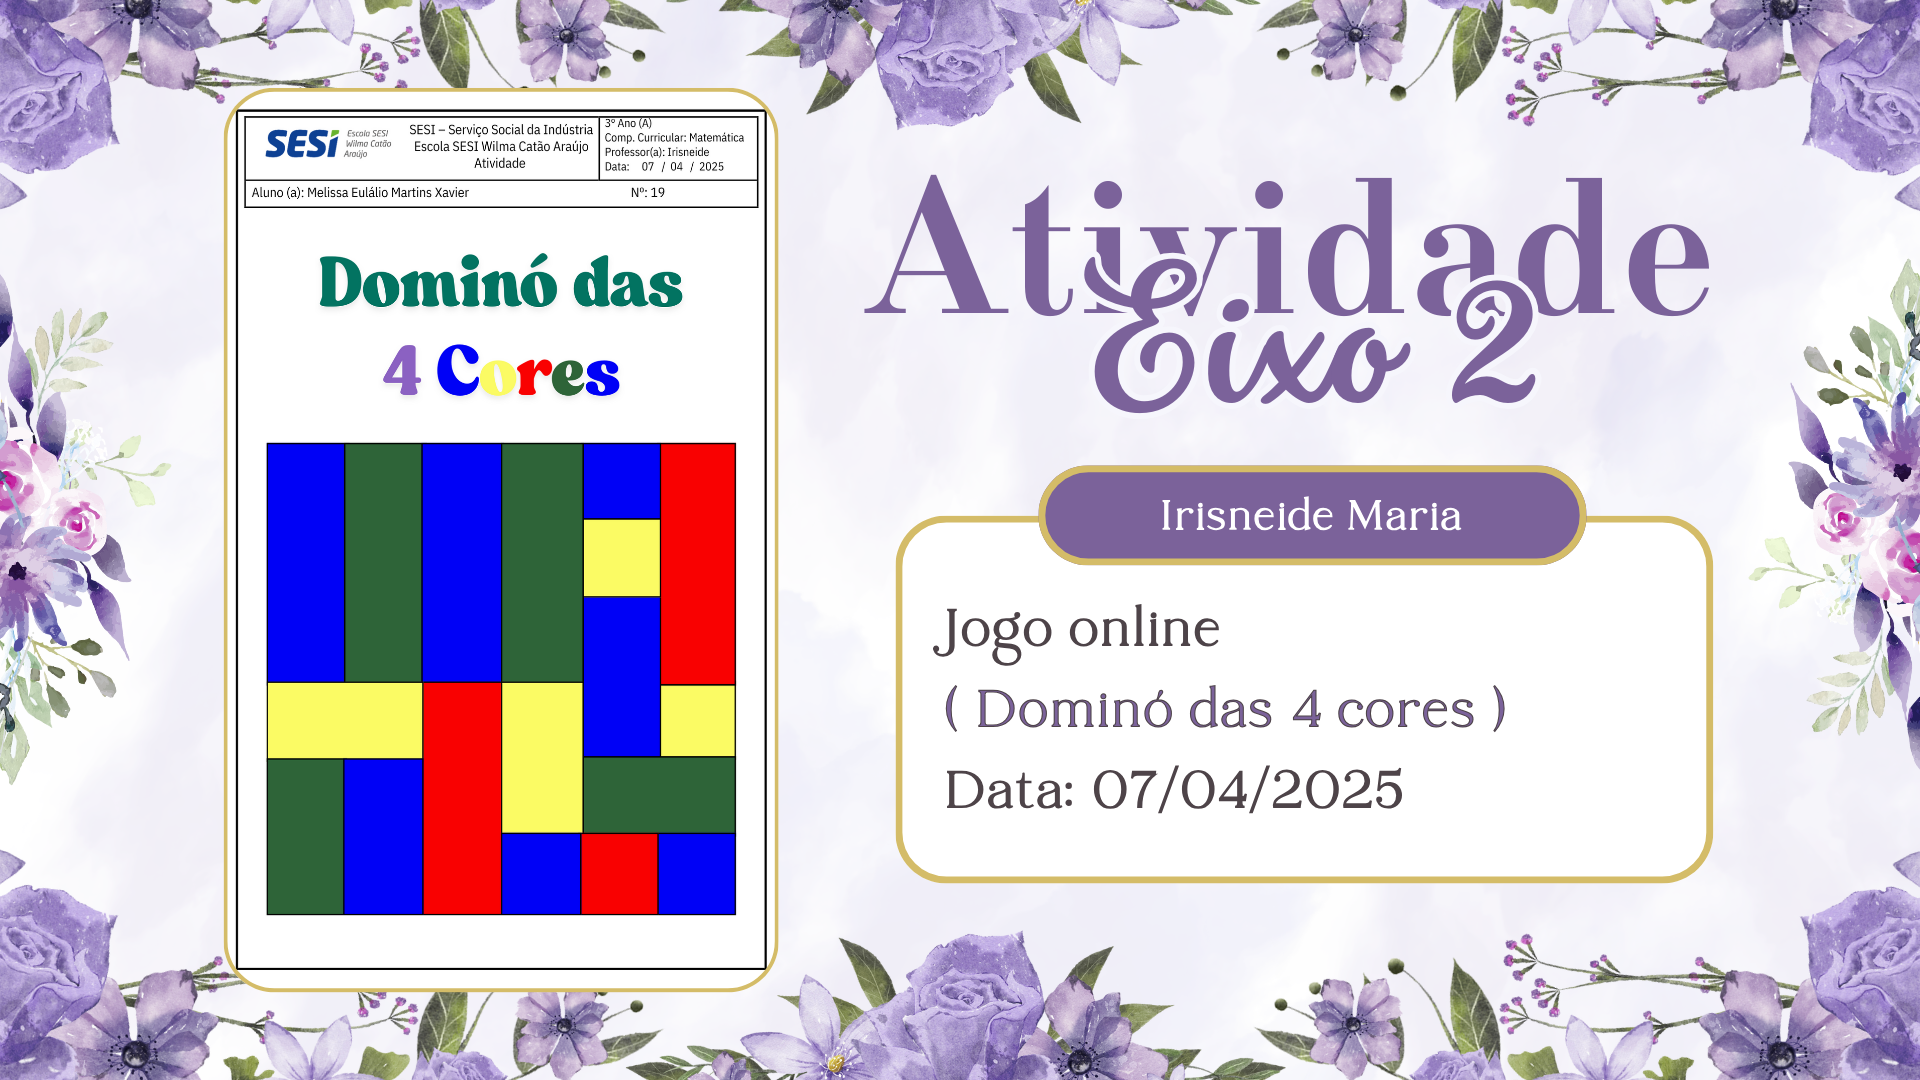 SESI
Escola SESI
Wilma Catão
Araújo
SESI – Serviço Social da Indústria
Escola SESI Wilma Catão Araújo
Atividade
3º Ano (A)
Comp. Curricular: Matemática
Professor(a): Irisneide
Data: 07 / 04 / 2025
Aluno (a): Melissa Eulálio Martins Xavier Nº: 19
Dominó das
4 Cores
Atividade
Eixo 2
Irisneide Maria
Jogo online
( Dominó das 4 cores )
Data: 07/04/2025